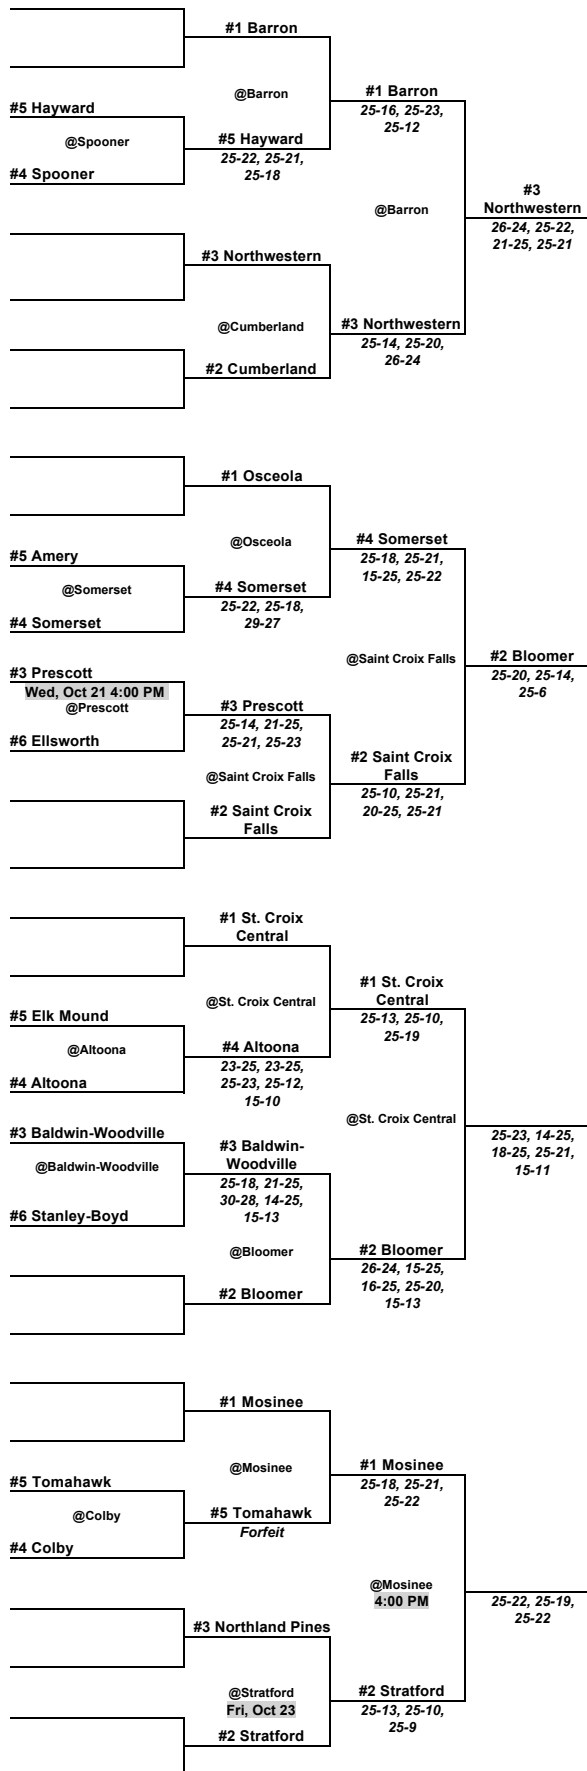 #1 Barron
@Barron
#1 Barron
25-16, 25-23,
25-12
#5 Hayward
@Spooner
#5 Hayward
25-22, 25-21,
25-18
#4 Spooner
@Barron
#3
Northwestern
26-24, 25-22,
21-25, 25-21
#3 Northwestern
@Cumberland
#3 Northwestern
25-14, 25-20,
26-24
#2 Cumberland
#1 Osceola
@Osceola
#4 Somerset
25-18, 25-21,
15-25, 25-22
#5 Amery
@Somerset
#4 Somerset
25-22, 25-18,
29-27
#4 Somerset
@Saint Croix Falls
#2 Bloomer
25-20, 25-14,
25-6
#3 Prescott
Wed, Oct 21 4:00 PM
@Prescott
#3 Prescott
25-14, 21-25,
25-21, 25-23
#6 Ellsworth
@Saint Croix Falls
#2 Saint Croix
Falls
25-10, 25-21,
20-25, 25-21
#2 Saint Croix
Falls
#1 St. Croix
Central
@St. Croix Central
#1 St. Croix
Central
25-13, 25-10,
25-19
#5 Elk Mound
@Altoona
#4 Altoona
23-25, 23-25,
25-23, 25-12,
15-10
#4 Altoona
@St. Croix Central
25-23, 14-25,
18-25, 25-21,
15-11
#3 Baldwin-Woodville
@Baldwin-Woodville
#3 Baldwin-
Woodville
25-18, 21-25,
30-28, 14-25,
15-13
#6 Stanley-Boyd
@Bloomer
#2 Bloomer
26-24, 15-25,
16-25, 25-20,
15-13
#2 Bloomer
#1 Mosinee
@Mosinee
#1 Mosinee
25-18, 25-21,
25-22
#5 Tomahawk
@Colby
#5 Tomahawk
Forfeit
#4 Colby
@Mosinee
4:00 PM
25-22, 25-19,
25-22
#3 Northland Pines
@Stratford
Fri, Oct 23
#2 Stratford
25-13, 25-10,
25-9
#2 Stratford